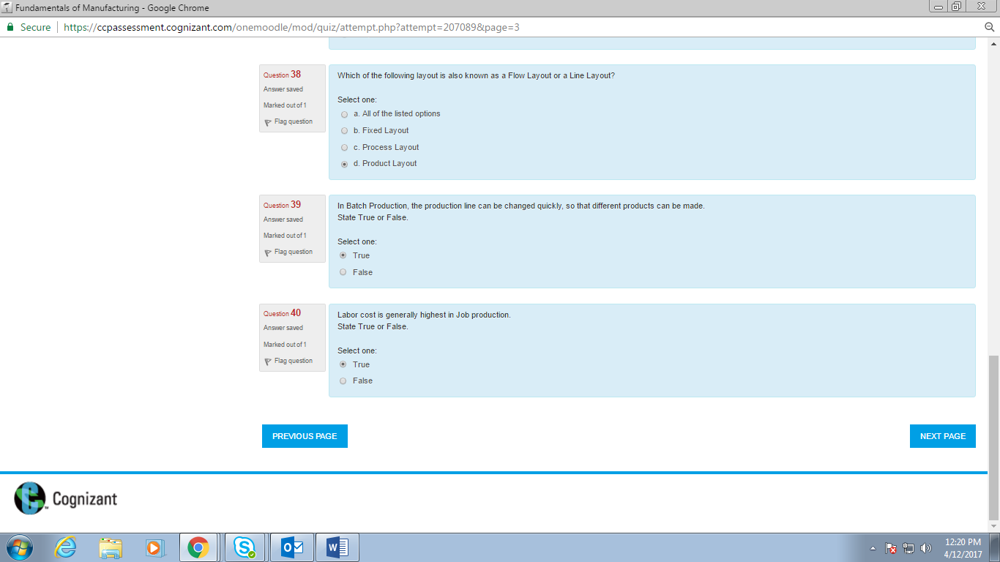 Fundamentals of Manufacturing - Google Chrome
Secure https://ccpassessment.cognizant.com/onemoodle/mod/quiz/attempt.php?attempt=207089&page=3
Question 38
Answer saved
Marked out of 1
Flag question
Which of the following layout is also known as a Flow Layout or a Line Layout?
Select one:
a. All of the listed options
b. Fixed Layout
c. Process Layout
d. Product Layout
Question 39
Answer saved
Marked out of 1
Flag question
In Batch Production, the production line can be changed quickly, so that different products can be made.
State True or False.
Select one:
True
False
Question 40
Answer saved
Marked out of 1
Flag question
Labor cost is generally highest in Job production.
State True or False.
Select one:
True
False
PREVIOUS PAGE
NEXT PAGE
Cognizant
12:20 PM
4/12/2017